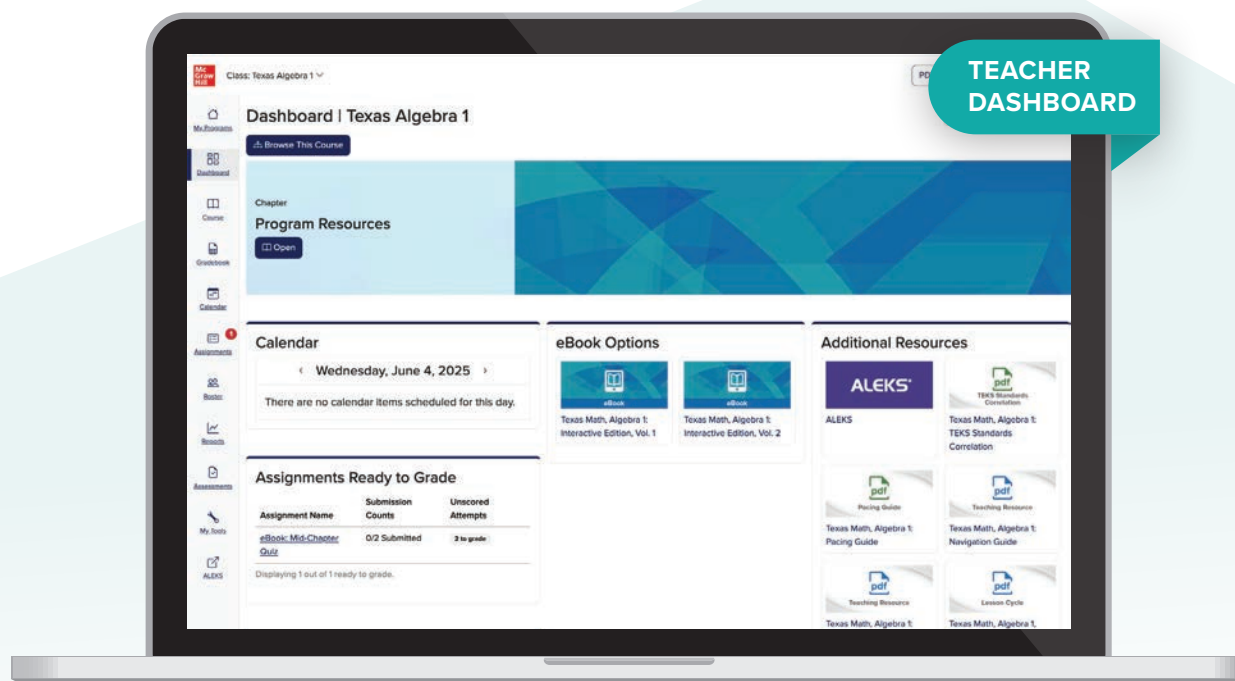 TEACHER
DASHBOARD
Mc
Graw
Hill
Class: Texas Algebra 1
PD
My Programs
Dashboard
Course
Gradebook
Calendar
1
Assignments
Roster
Reports
Assessments
My Tools
ALEKS
Dashboard | Texas Algebra 1
Browse This Course
Chapter
Program Resources
Open
Calendar
Wednesday, June 4, 2025
There are no calendar items scheduled for this day.
Assignments Ready to Grade
Assignment Name Submission Counts Unscored Attempts
eBook: Mid-Chapter Quiz 0/2 Submitted 2 to grade
Displaying 1 out of 1 ready to grade.
eBook Options
eBook
Texas Math, Algebra 1:
Interactive Edition, Vol. 1
eBook
Texas Math, Algebra 1:
Interactive Edition, Vol. 2
Additional Resources
ALEKS
ALEKS
pdf
TEKS Standards
Correlation
Texas Math, Algebra 1:
TEKS Standards
Correlation
pdf
Pacing Guide
Texas Math, Algebra 1:
Pacing Guide
pdf
Teaching Resource
Texas Math, Algebra 1:
Navigation Guide
pdf
Teaching Resource
Texas Math, Algebra 1:
pdf
Lesson Cycle
Texas Math, Algebra 1,